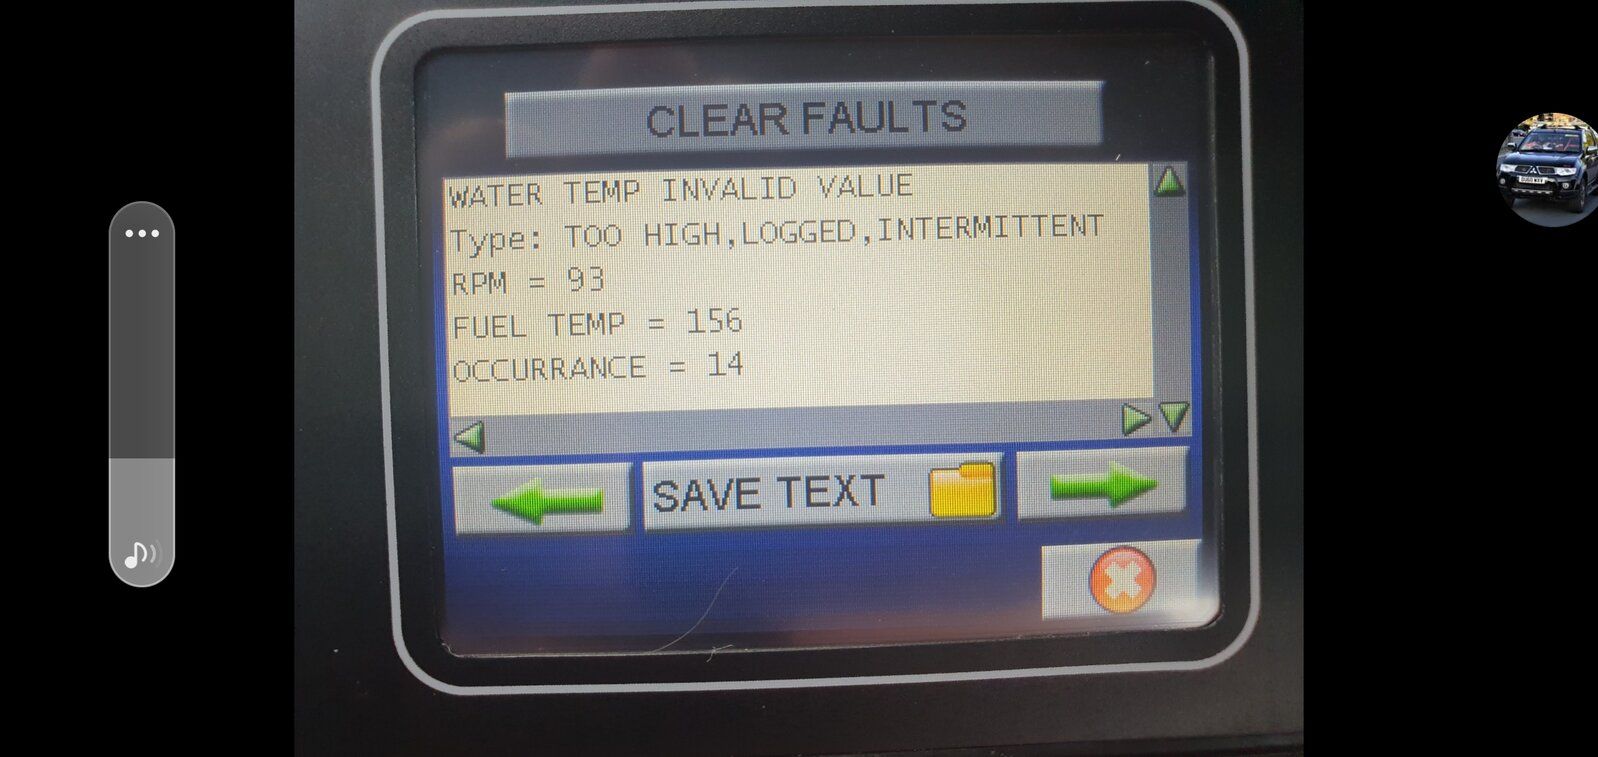 CLEAR FAULTS
WATER TEMP INVALID VALUE
Type: TOO HIGH,LOGGED,INTERMITTENT
RPM = 93
FUEL TEMP = 156
OCCURRANCE = 14
SAVE TEXT